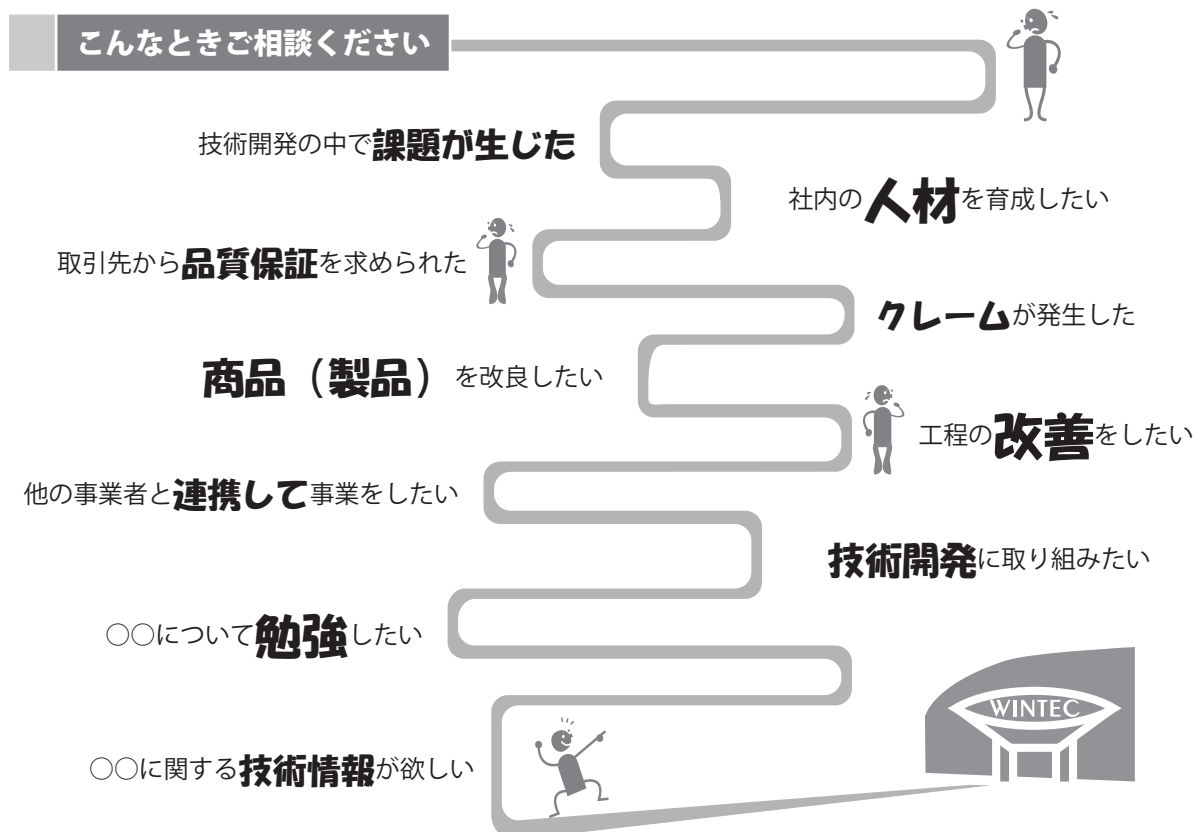 こんなときご相談ください
技術開発の中で課題が生じた
社内の人材を育成したい
取引先から品質保証を求められた
クレームが発生した
商品（製品）を改良したい
工程の改善をしたい
他の事業者と連携して事業をしたい
技術開発に取り組みたい
○○について勉強したい
WINTEC
○○に関する技術情報が欲しい